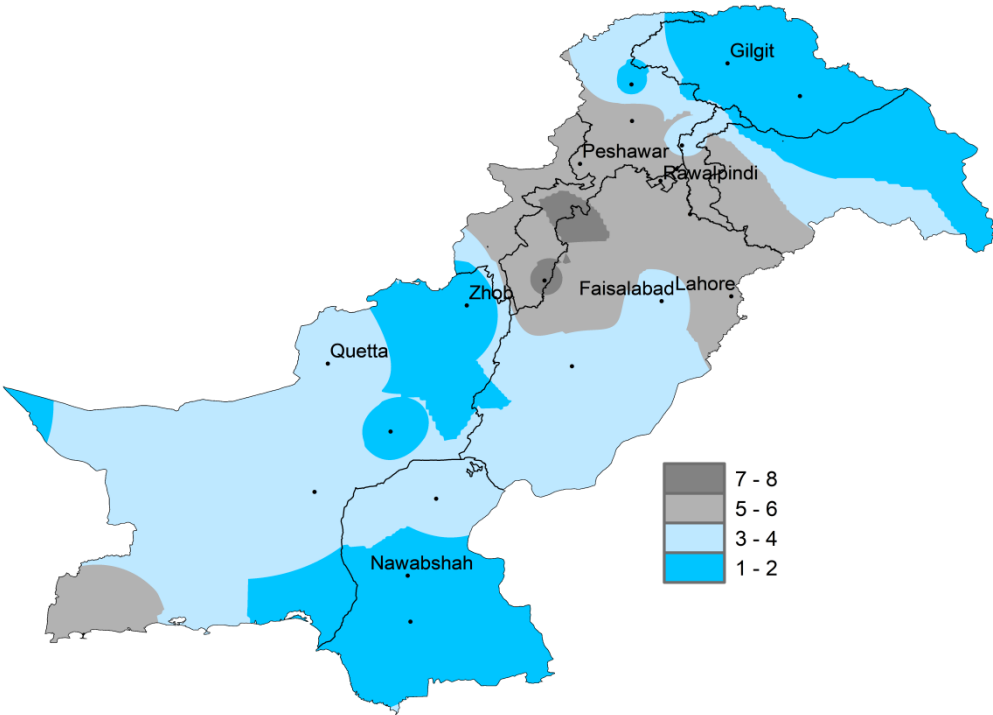 Gilgit
Peshawar
Rawalpindi
Zhob
Faisalabad
Lahore
Quetta
7 - 8
5 - 6
3 - 4
1 - 2
Nawabshah